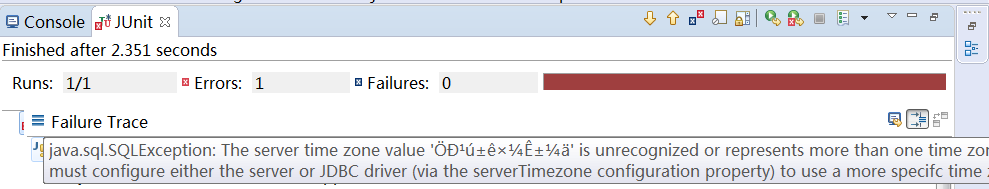 Console JUnit
Finished after 2.351 seconds
Runs: 1/1 Errors: 1 Failures: 0
Failure Trace
java.sql.SQLException: The server time zone value 'ÖÐ¹ú±ê×¼Ê±¼ä' is unrecognized or represents more than one time zon
must configure either the server or JDBC driver (via the serverTimezone configuration property) to use a more specifc time